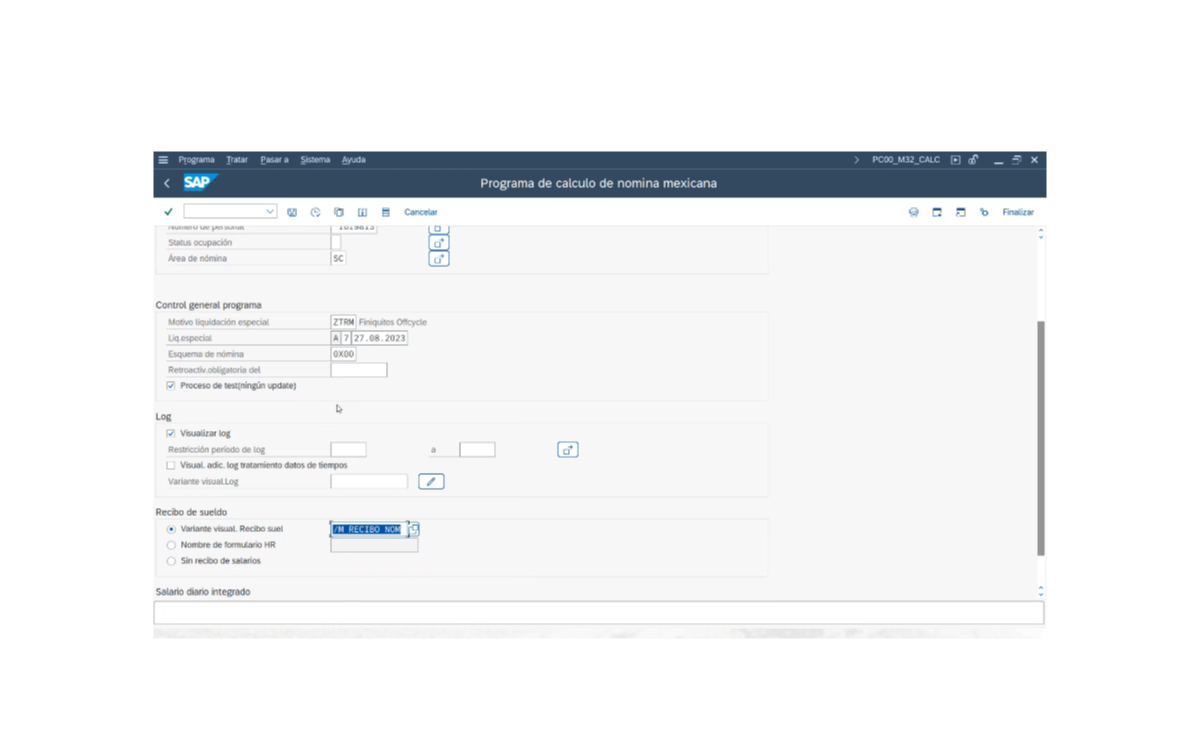 Programa Tratar Pasar a Sistema Ayuda PC00_M32_CALC
SAP Programa de calculo de nomina mexicana
Cancelar Finalizar
Número de personal 1019813
Status ocupación
Área de nómina SC
Control general programa
Motivo liquidación especial ZTRM Finiquitos Offcycle
Liq.especial A 7 27.08.2023
Esquema de nómina 0X00
Retroactiv.obligatoria del
Proceso de test(ningún update)
Log
Visualizar log
Restricción período de log a
Visual. adic. log tratamiento datos de tiempos
Variante visual.Log
Recibo de sueldo
Variante visual. Recibo suel /M RECIBO NOM
Nombre de formulario HR
Sin recibo de salarios
Salario diario integrado